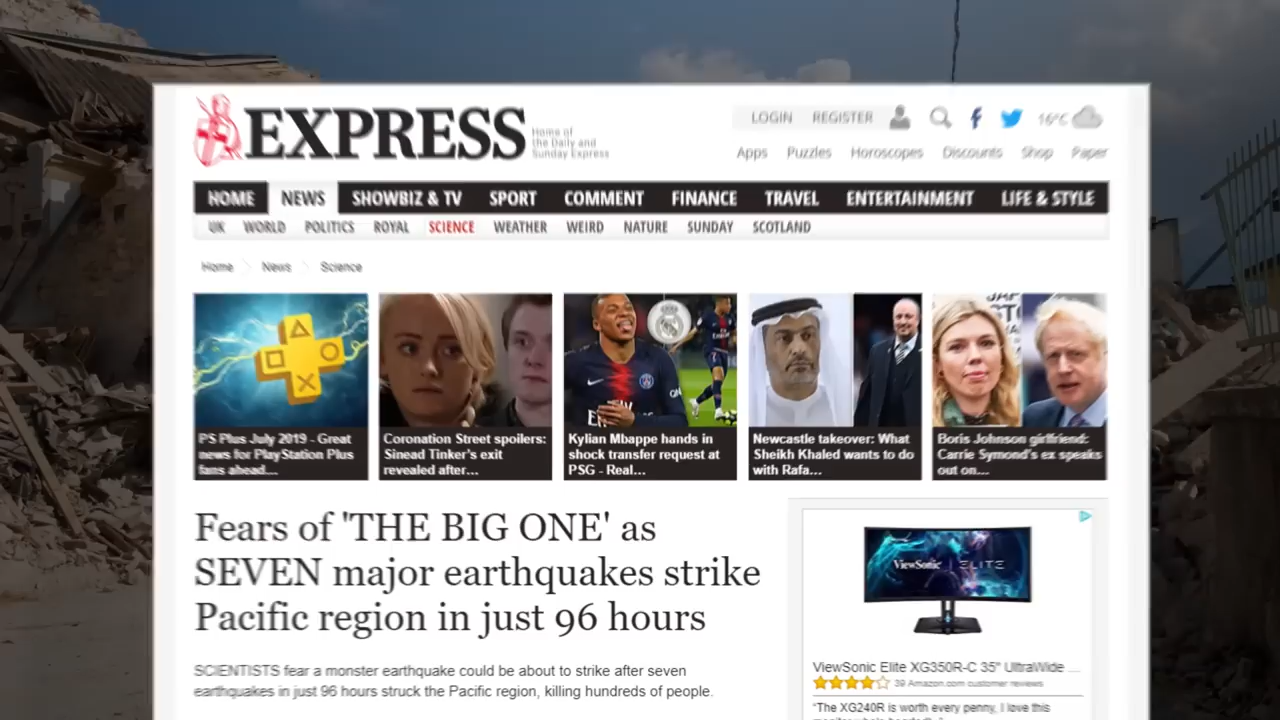 EXPRESS
Home of
the Daily and
Sunday Express
LOGIN REGISTER 16°C
Apps Puzzles Horoscopes Discounts Shop Paper
HOME NEWS SHOWBIZ & TV SPORT COMMENT FINANCE TRAVEL ENTERTAINMENT LIFE & STYLE
UK WORLD POLITICS ROYAL SCIENCE WEATHER WEIRD NATURE SUNDAY SCOTLAND
Home News Science
PS Plus July 2019 - Great
news for PlayStation Plus
fans ahead...
Coronation Street spoilers:
Sinead Tinker's exit
revealed after...
Kylian Mbappe hands in
shock transfer request at
PSG - Real...
Newcastle takeover: What
Sheikh Khaled wants to do
with Rafa...
Boris Johnson girlfriend:
Carrie Symond's ex speaks
out on...
Fears of 'THE BIG ONE' as
SEVEN major earthquakes strike
Pacific region in just 96 hours
SCIENTISTS fear a monster earthquake could be about to strike after seven
earthquakes in just 96 hours struck the Pacific region, killing hundreds of people.
ViewSonic ELITE
ViewSonic Elite XG350R-C 35" UltraWide ...
39 Amazon.com customer reviews
"The XG240R is worth every penny, I love this